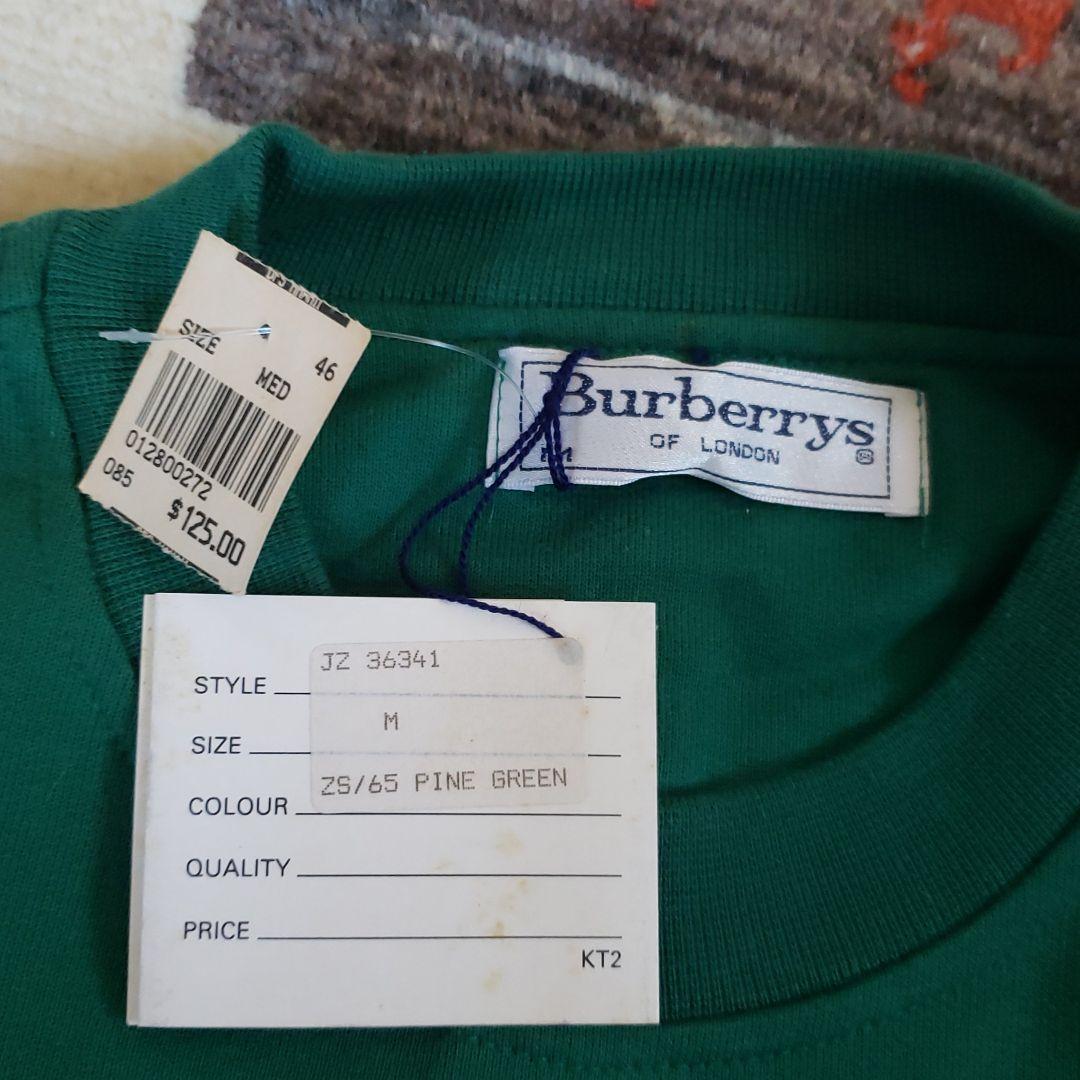 46
SIZE
MED
012800272
085
$125.00
Burberrys
OF LONDON
M
JZ 36341
STYLE
M
SIZE
ZS/65 PINE GREEN
COLOUR
QUALITY
PRICE
KT2